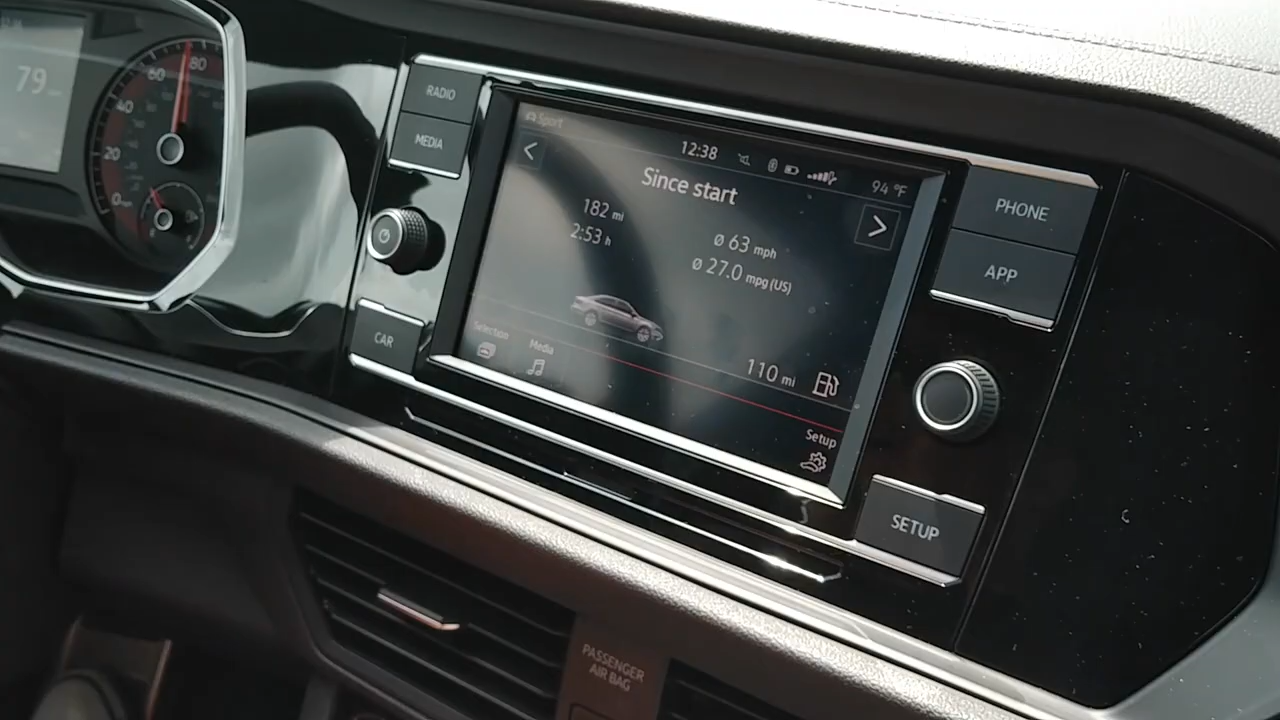 79
80
60
40
20
0
RADIO
MEDIA
CAR
Sport
12:38
94 °F
Since start
182 mi
2:53 h
Ø 63 mph
Ø 27.0 mpg (US)
Selection
Media
110 mi
Setup
PHONE
APP
SETUP
PASSENGER
AIR BAG